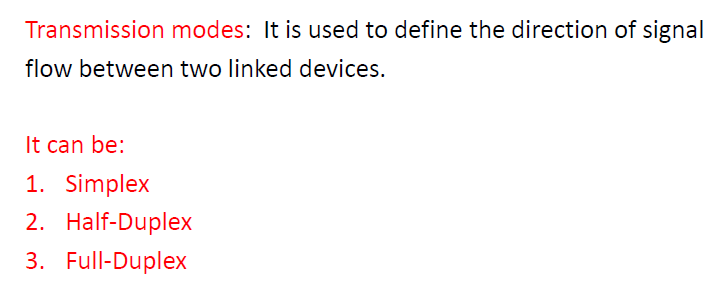 Transmission modes: It is used to define the direction of signal
flow between two linked devices.
It can be:
1. Simplex
2. Half-Duplex
3. Full-Duplex